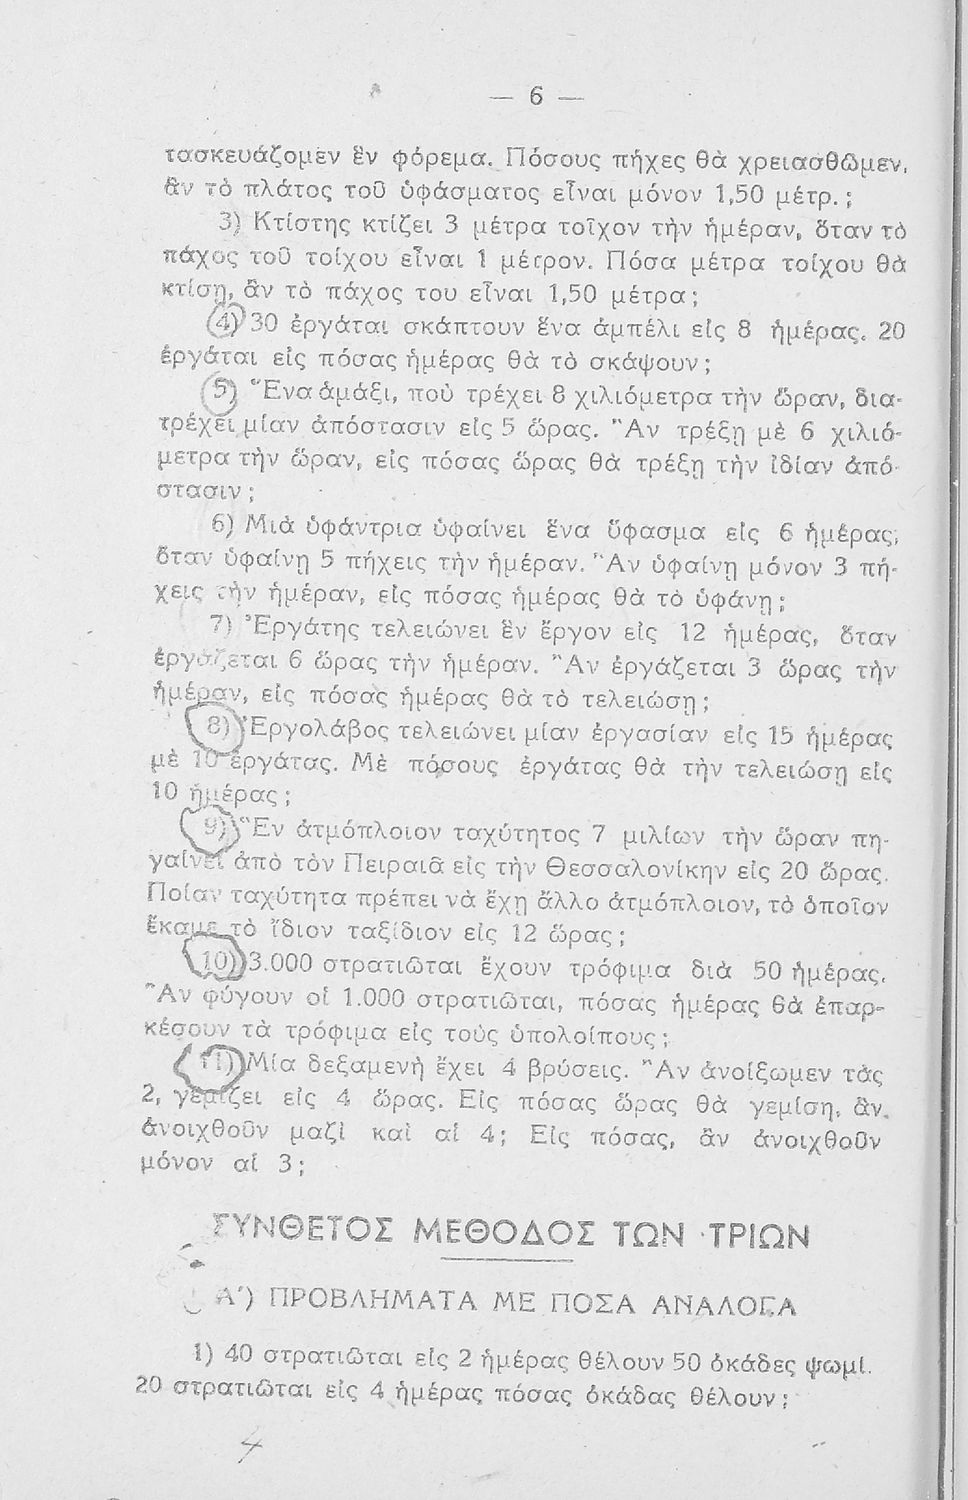 — 6 —
τασκευάζομεν ἓν φόρεμα. Πόσους πήχες θὰ χρειασθῶμεν,
ἂν τὸ πλάτος τοῦ ὑφάσματος εἶναι μόνον 1,50 μέτρ.;
3) Κτίστης κτίζει 3 μέτρα τοῖχον τὴν ἡμέραν, ὅταν τὸ
πάχος τοῦ τοίχου εἶναι 1 μέτρον. Πόσα μέτρα τοίχου θὰ
κτίσῃ, ἂν τὸ πάχος του εἶναι 1,50 μέτρα;
4) 30 ἐργάται σκάπτουν ἕνα ἀμπέλι εἰς 8 ἡμέρας. 20
ἐργάται εἰς πόσας ἡμέρας θὰ τὸ σκάψουν;
5) Ἕνα ἁμάξι, ποὺ τρέχει 8 χιλιόμετρα τὴν ὥραν, δια-
τρέχει μίαν ἀπόστασιν εἰς 5 ὥρας. Ἂν τρέξῃ μὲ 6 χιλιό-
μετρα τὴν ὥραν, εἰς πόσας ὥρας θὰ τρέξῃ τὴν ἰδίαν ἀπό-
στασιν;
6) Μιὰ ὑφάντρια ὑφαίνει ἕνα ὕφασμα εἰς 6 ἡμέρας,
ὅταν ὑφαίνῃ 5 πήχεις τὴν ἡμέραν. Ἂν ὑφαίνῃ μόνον 3 πή-
χεις τὴν ἡμέραν, εἰς πόσας ἡμέρας θὰ τὸ ὑφάνῃ;
7) Ἐργάτης τελειώνει ἓν ἔργον εἰς 12 ἡμέρας, ὅταν
ἐργάζεται 6 ὥρας τὴν ἡμέραν. Ἂν ἐργάζεται 3 ὥρας τὴν
ἡμέραν, εἰς πόσας ἡμέρας θὰ τὸ τελειώσῃ;
8) Ἐργολάβος τελειώνει μίαν ἐργασίαν εἰς 15 ἡμέρας
μὲ 10 ἐργάτας. Μὲ πόσους ἐργάτας θὰ τὴν τελειώσῃ εἰς
10 ἡμέρας;
9) Ἓν ἀτμόπλοιον ταχύτητος 7 μιλίων τὴν ὥραν πη-
γαίνει ἀπὸ τὸν Πειραιᾶ εἰς τὴν Θεσσαλονίκην εἰς 20 ὥρας.
Ποίαν ταχύτητα πρέπει νὰ ἔχῃ ἄλλο ἀτμόπλοιον, τὸ ὁποῖον
ἔκαμε τὸ ἴδιον ταξίδιον εἰς 12 ὥρας;
10) 3.000 στρατιῶται ἔχουν τρόφιμα διὰ 50 ἡμέρας.
Ἂν φύγουν οἱ 1.000 στρατιῶται, πόσας ἡμέρας θὰ ἐπαρ-
κέσουν τὰ τρόφιμα εἰς τοὺς ὑπολοίπους;
11) Μία δεξαμενὴ ἔχει 4 βρύσεις. Ἂν ἀνοίξωμεν τὰς
2, γεμίζει εἰς 4 ὥρας. Εἰς πόσας ὥρας θὰ γεμίσῃ, ἂν
ἀνοιχθοῦν μαζὶ καὶ αἱ 4; Εἰς πόσας, ἂν ἀνοιχθοῦν
μόνον αἱ 3;
ΣΥΝΘΕΤΟΣ ΜΕΘΟΔΟΣ ΤΩΝ ΤΡΙΩΝ
Α΄) ΠΡΟΒΛΗΜΑΤΑ ΜΕ ΠΟΣΑ ΑΝΑΛΟΓΑ
1) 40 στρατιῶται εἰς 2 ἡμέρας θέλουν 50 ὀκάδες ψωμί.
20 στρατιῶται εἰς 4 ἡμέρας πόσας ὀκάδας θέλουν;